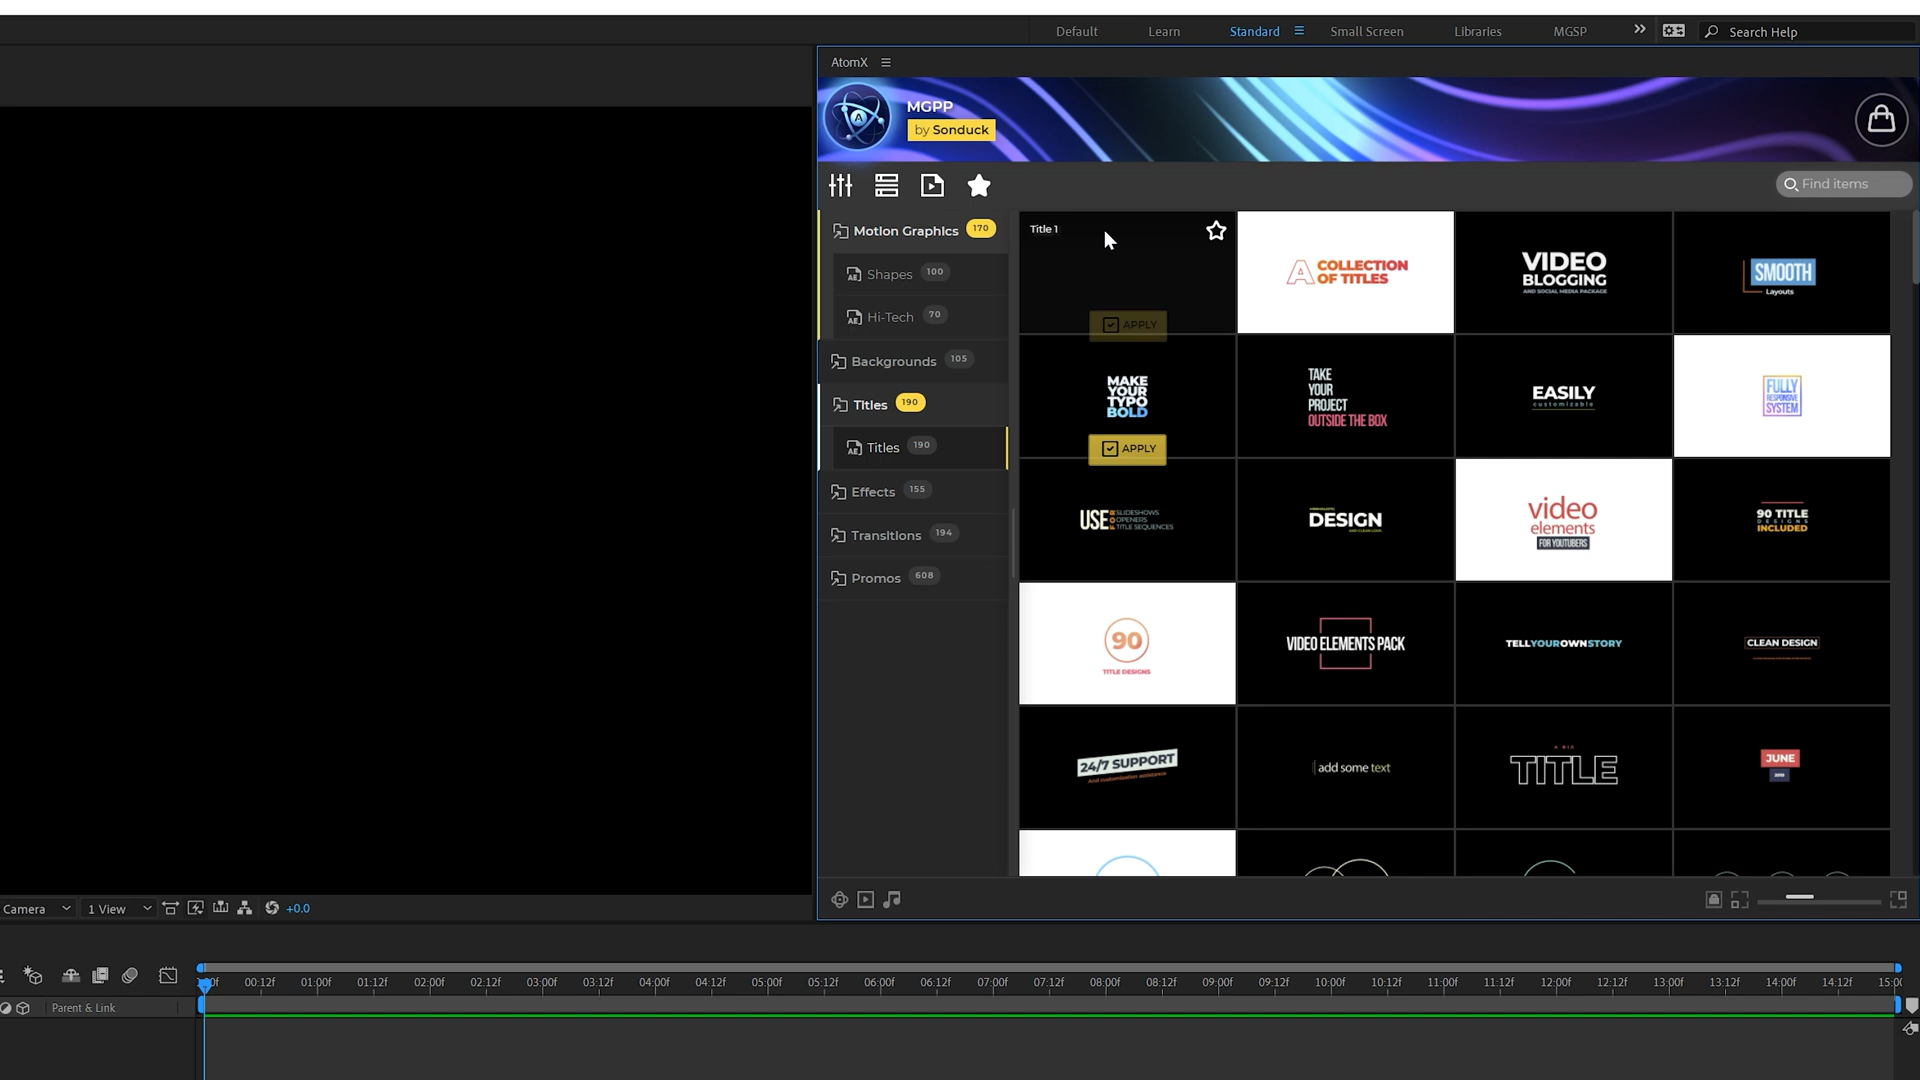 Default Learn Standard Small Screen Libraries MGSP Search Help
AtomX
MGPP
by Sonduck
Find items
Motion Graphics 170
Shapes 100
Hi-Tech 70
Backgrounds 105
Titles 190
Titles 190
Effects 155
Transitions 194
Promos 608
Title 1
APPLY
A COLLECTION
OF TITLES
VIDEO
BLOGGING
AND SOCIAL MEDIA PACKAGE
SMOOTH
Layouts
MAKE
YOUR
TYPO
BOLD
APPLY
TAKE
YOUR
PROJECT
OUTSIDE THE BOX
EASILY
customizable
FULLY
RESPONSIVE
SYSTEM
USE FOR SLIDESHOWS
OPENERS
TITLE SEQUENCES
DESIGN
video
elements
FOR YOUTUBERS
90 TITLE
DESIGNS
INCLUDED
90
TITLE DESIGNS
VIDEO ELEMENTS PACK
TELLYOUROWNSTORY
CLEAN DESIGN
24/7 SUPPORT
And customization assistance
add some text
A BIG
TITLE
JUNE
Camera 1 View +0.0
00:12f 01:00f 01:12f 02:00f 02:12f 03:00f 03:12f 04:00f 04:12f 05:00f 05:12f 06:00f 06:12f 07:00f 07:12f 08:00f 08:12f 09:00f 09:12f 10:00f 10:12f 11:00f 11:12f 12:00f 12:12f 13:00f 13:12f 14:00f 14:12f 15:00
Parent & Link